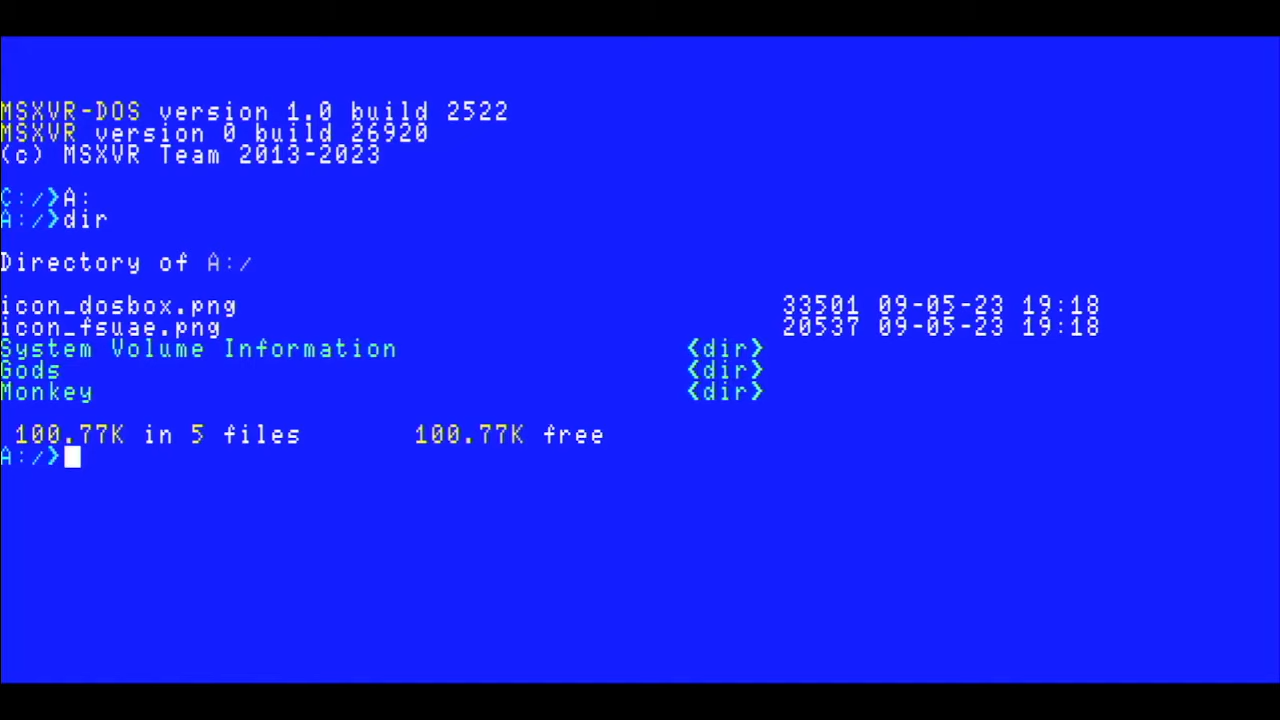 MSXVR-DOS version 1.0 build 2522
MSXVR version 0 build 26920
(c) MSXVR Team 2013-2023
C:/>A:
A:/>dir
Directory of A:/
icon_dosbox.png 33501 09-05-23 19:18
icon_fsuae.png 20537 09-05-23 19:18
System Volume Information <dir>
Gods <dir>
Monkey <dir>
100.77K in 5 files 100.77K free
A:/>